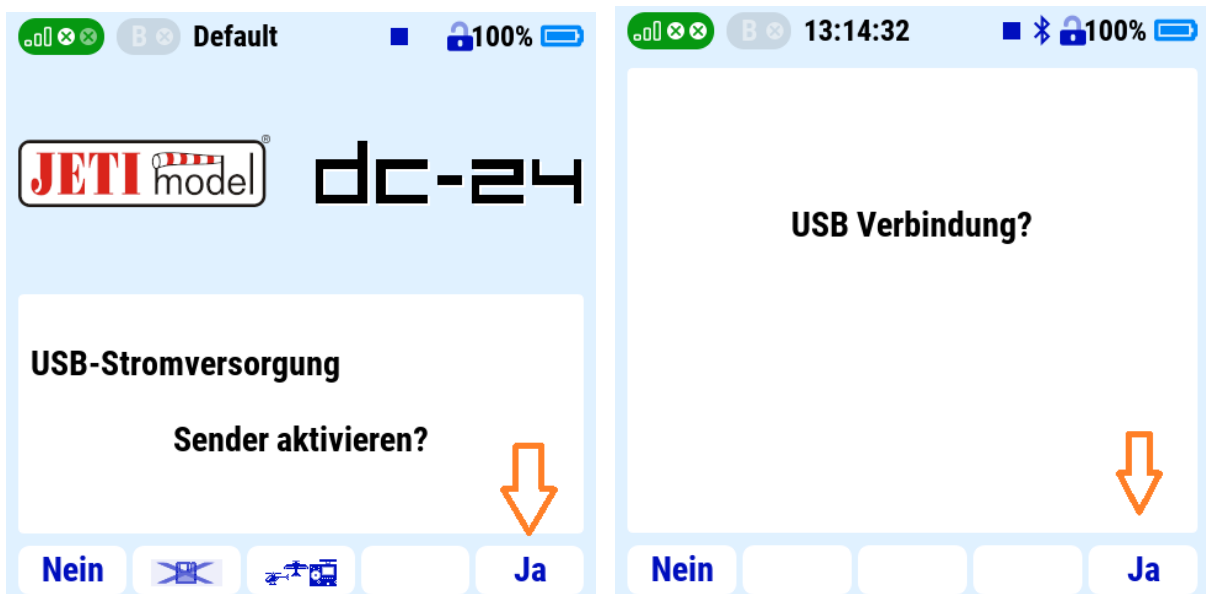 B Default 100%
JETI model® dc-24
USB-Stromversorgung
Sender aktivieren?
Nein Ja
B 13:14:32 100%
USB Verbindung?
Nein Ja